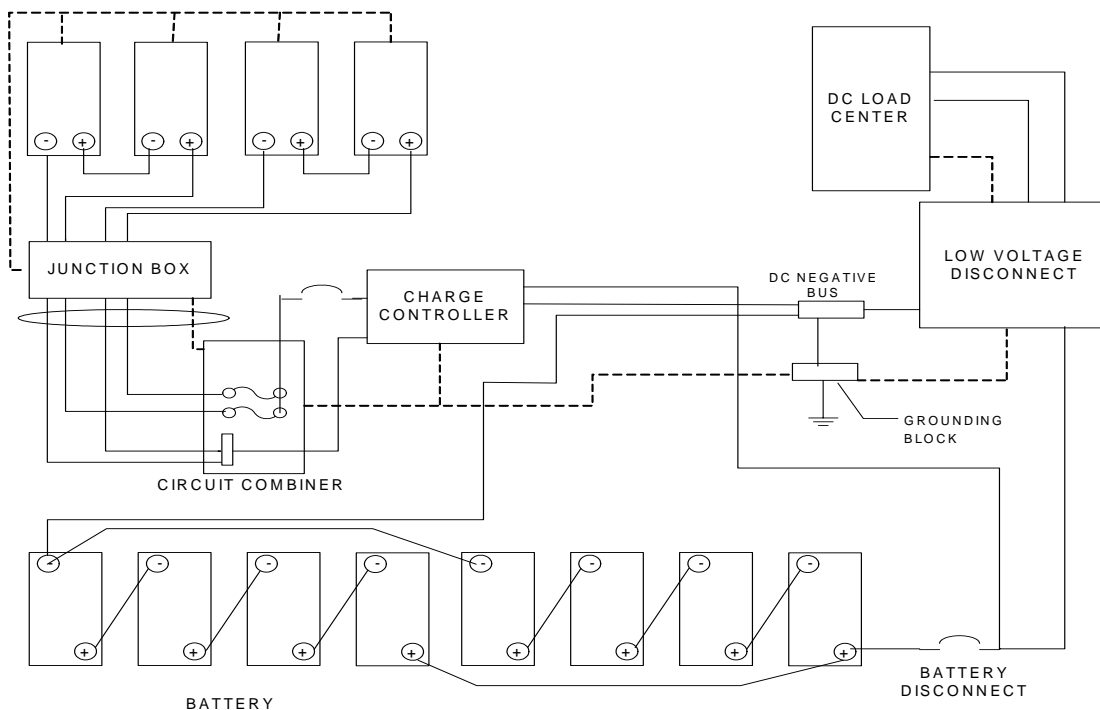 DC LOAD
CENTER
- + - + - + - +
JUNCTION BOX
LOW VOLTAGE
DISCONNECT
DC NEGATIVE
BUS
CHARGE
CONTROLLER
GROUNDING
BLOCK
CIRCUIT COMBINER
- - - - - - - -
+ + + + + + + +
BATTERY
DISCONNECT
BATTERY